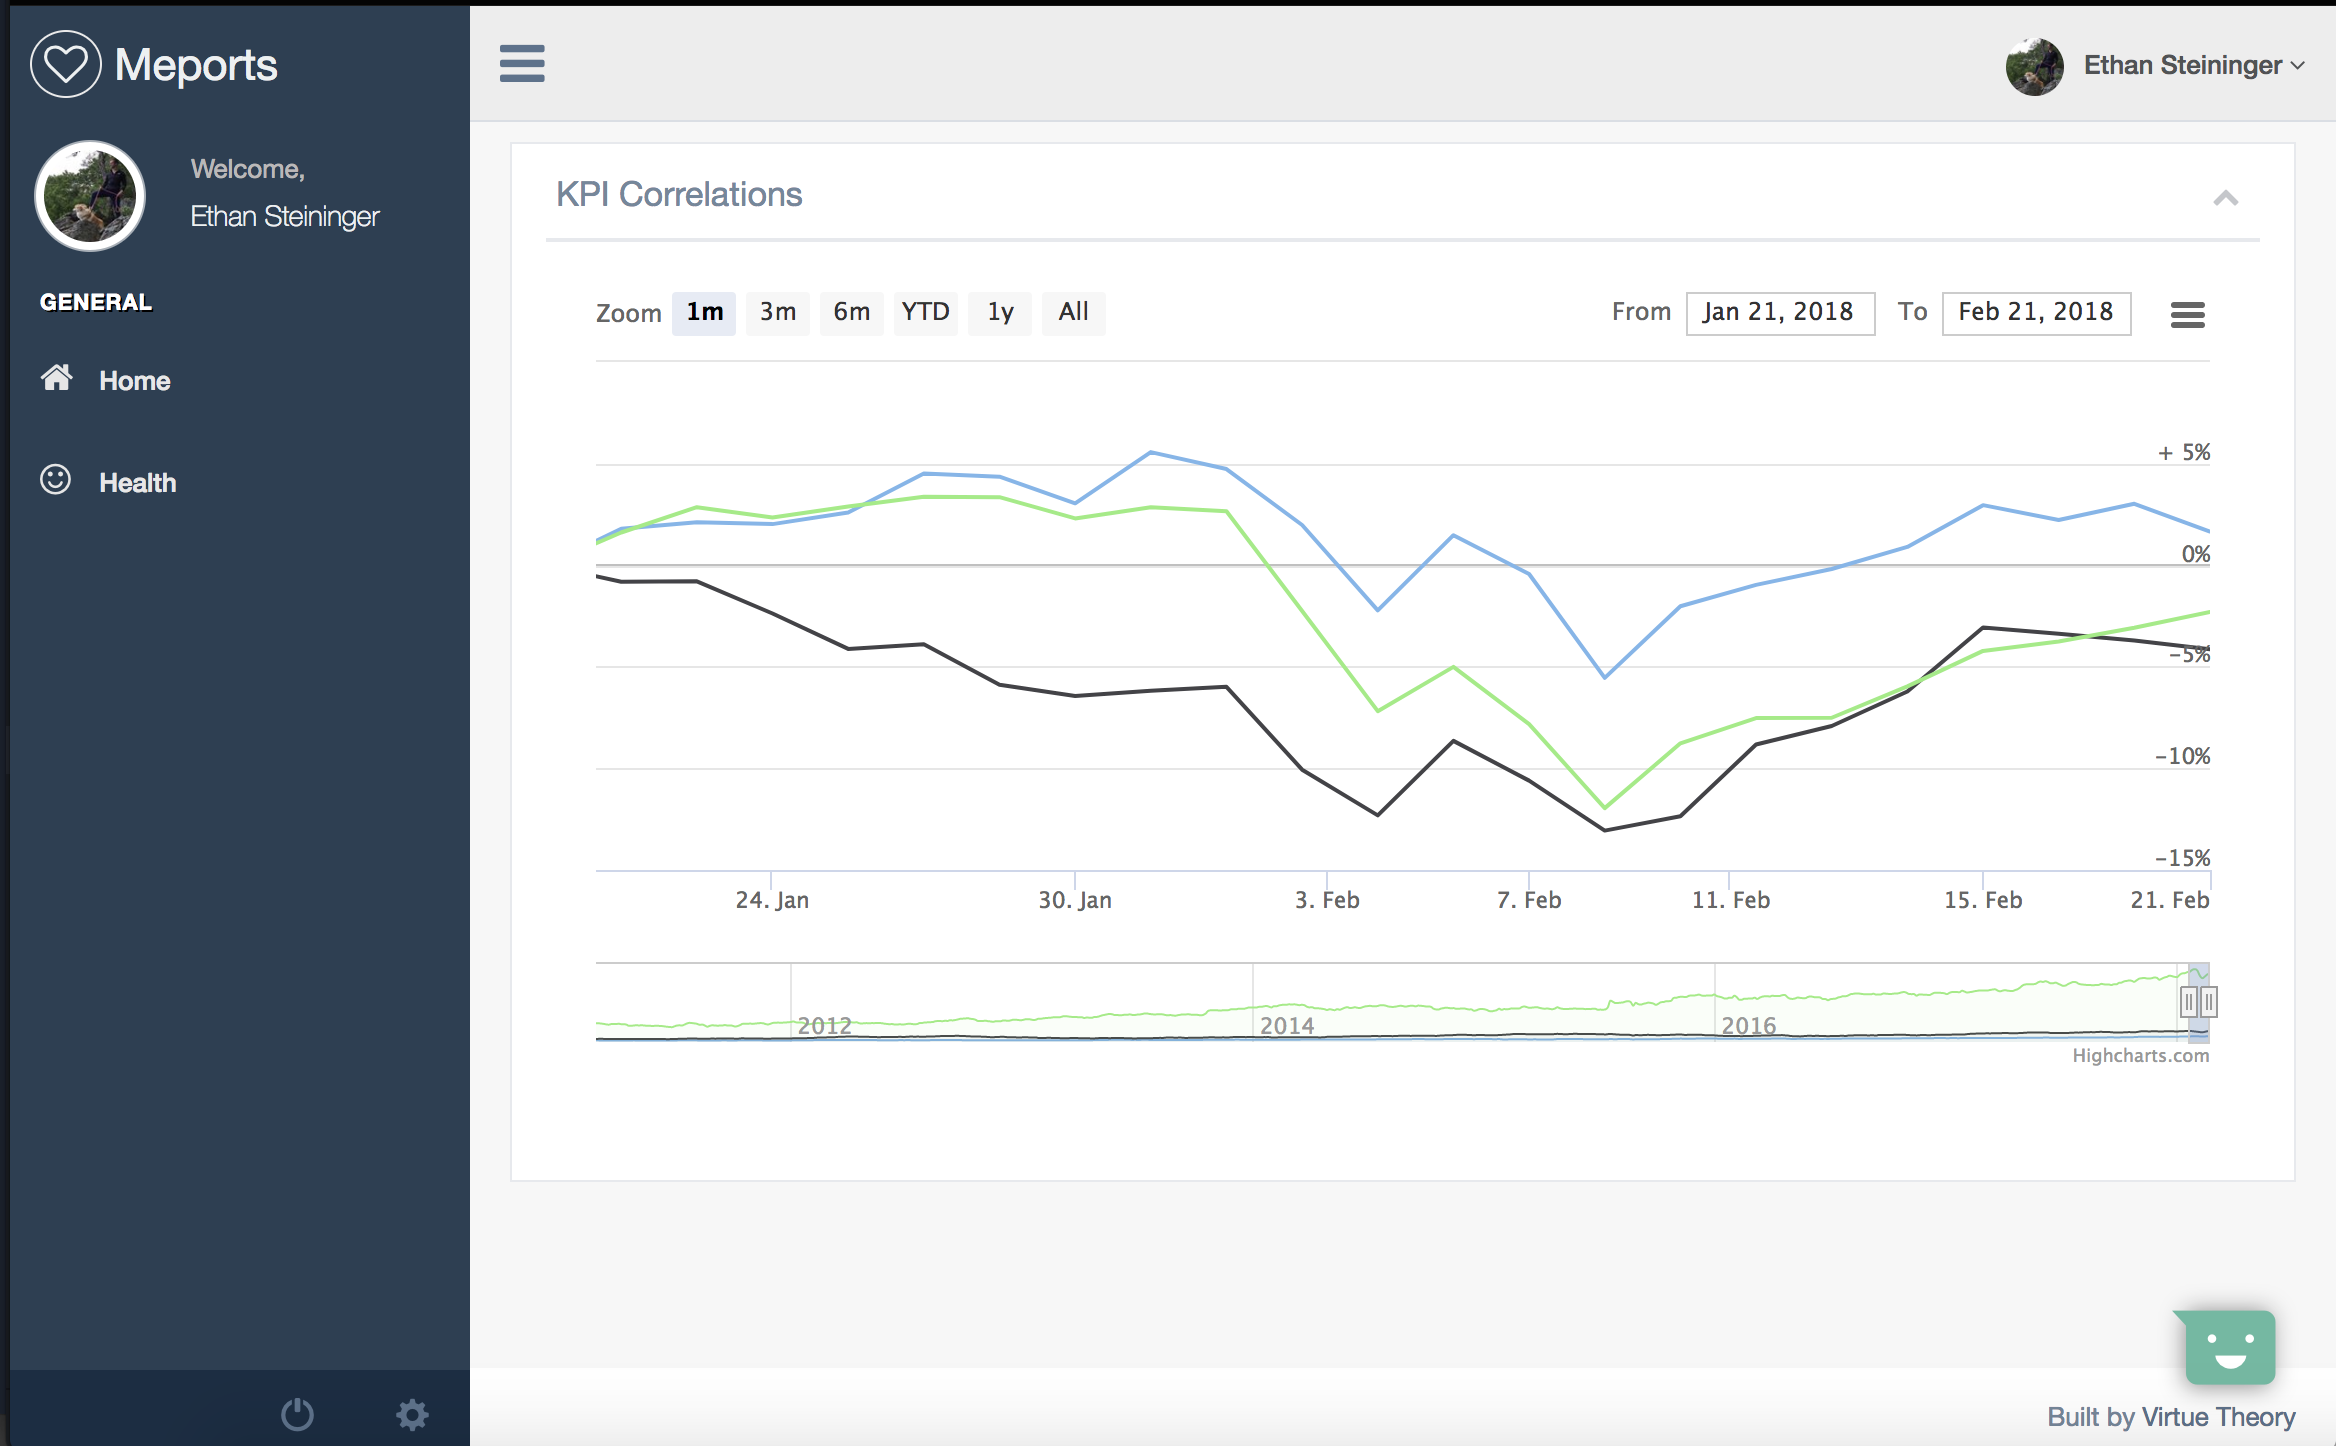 Meports
Ethan Steininger
Welcome,
Ethan Steininger
GENERAL
Home
Health
KPI Correlations
Zoom 1m 3m 6m YTD 1y All From Jan 21, 2018 To Feb 21, 2018
+ 5%
0%
−5%
−10%
−15%
24. Jan 30. Jan 3. Feb 7. Feb 11. Feb 15. Feb 21. Feb
2012 2014 2016
Highcharts.com
Built by Virtue Theory